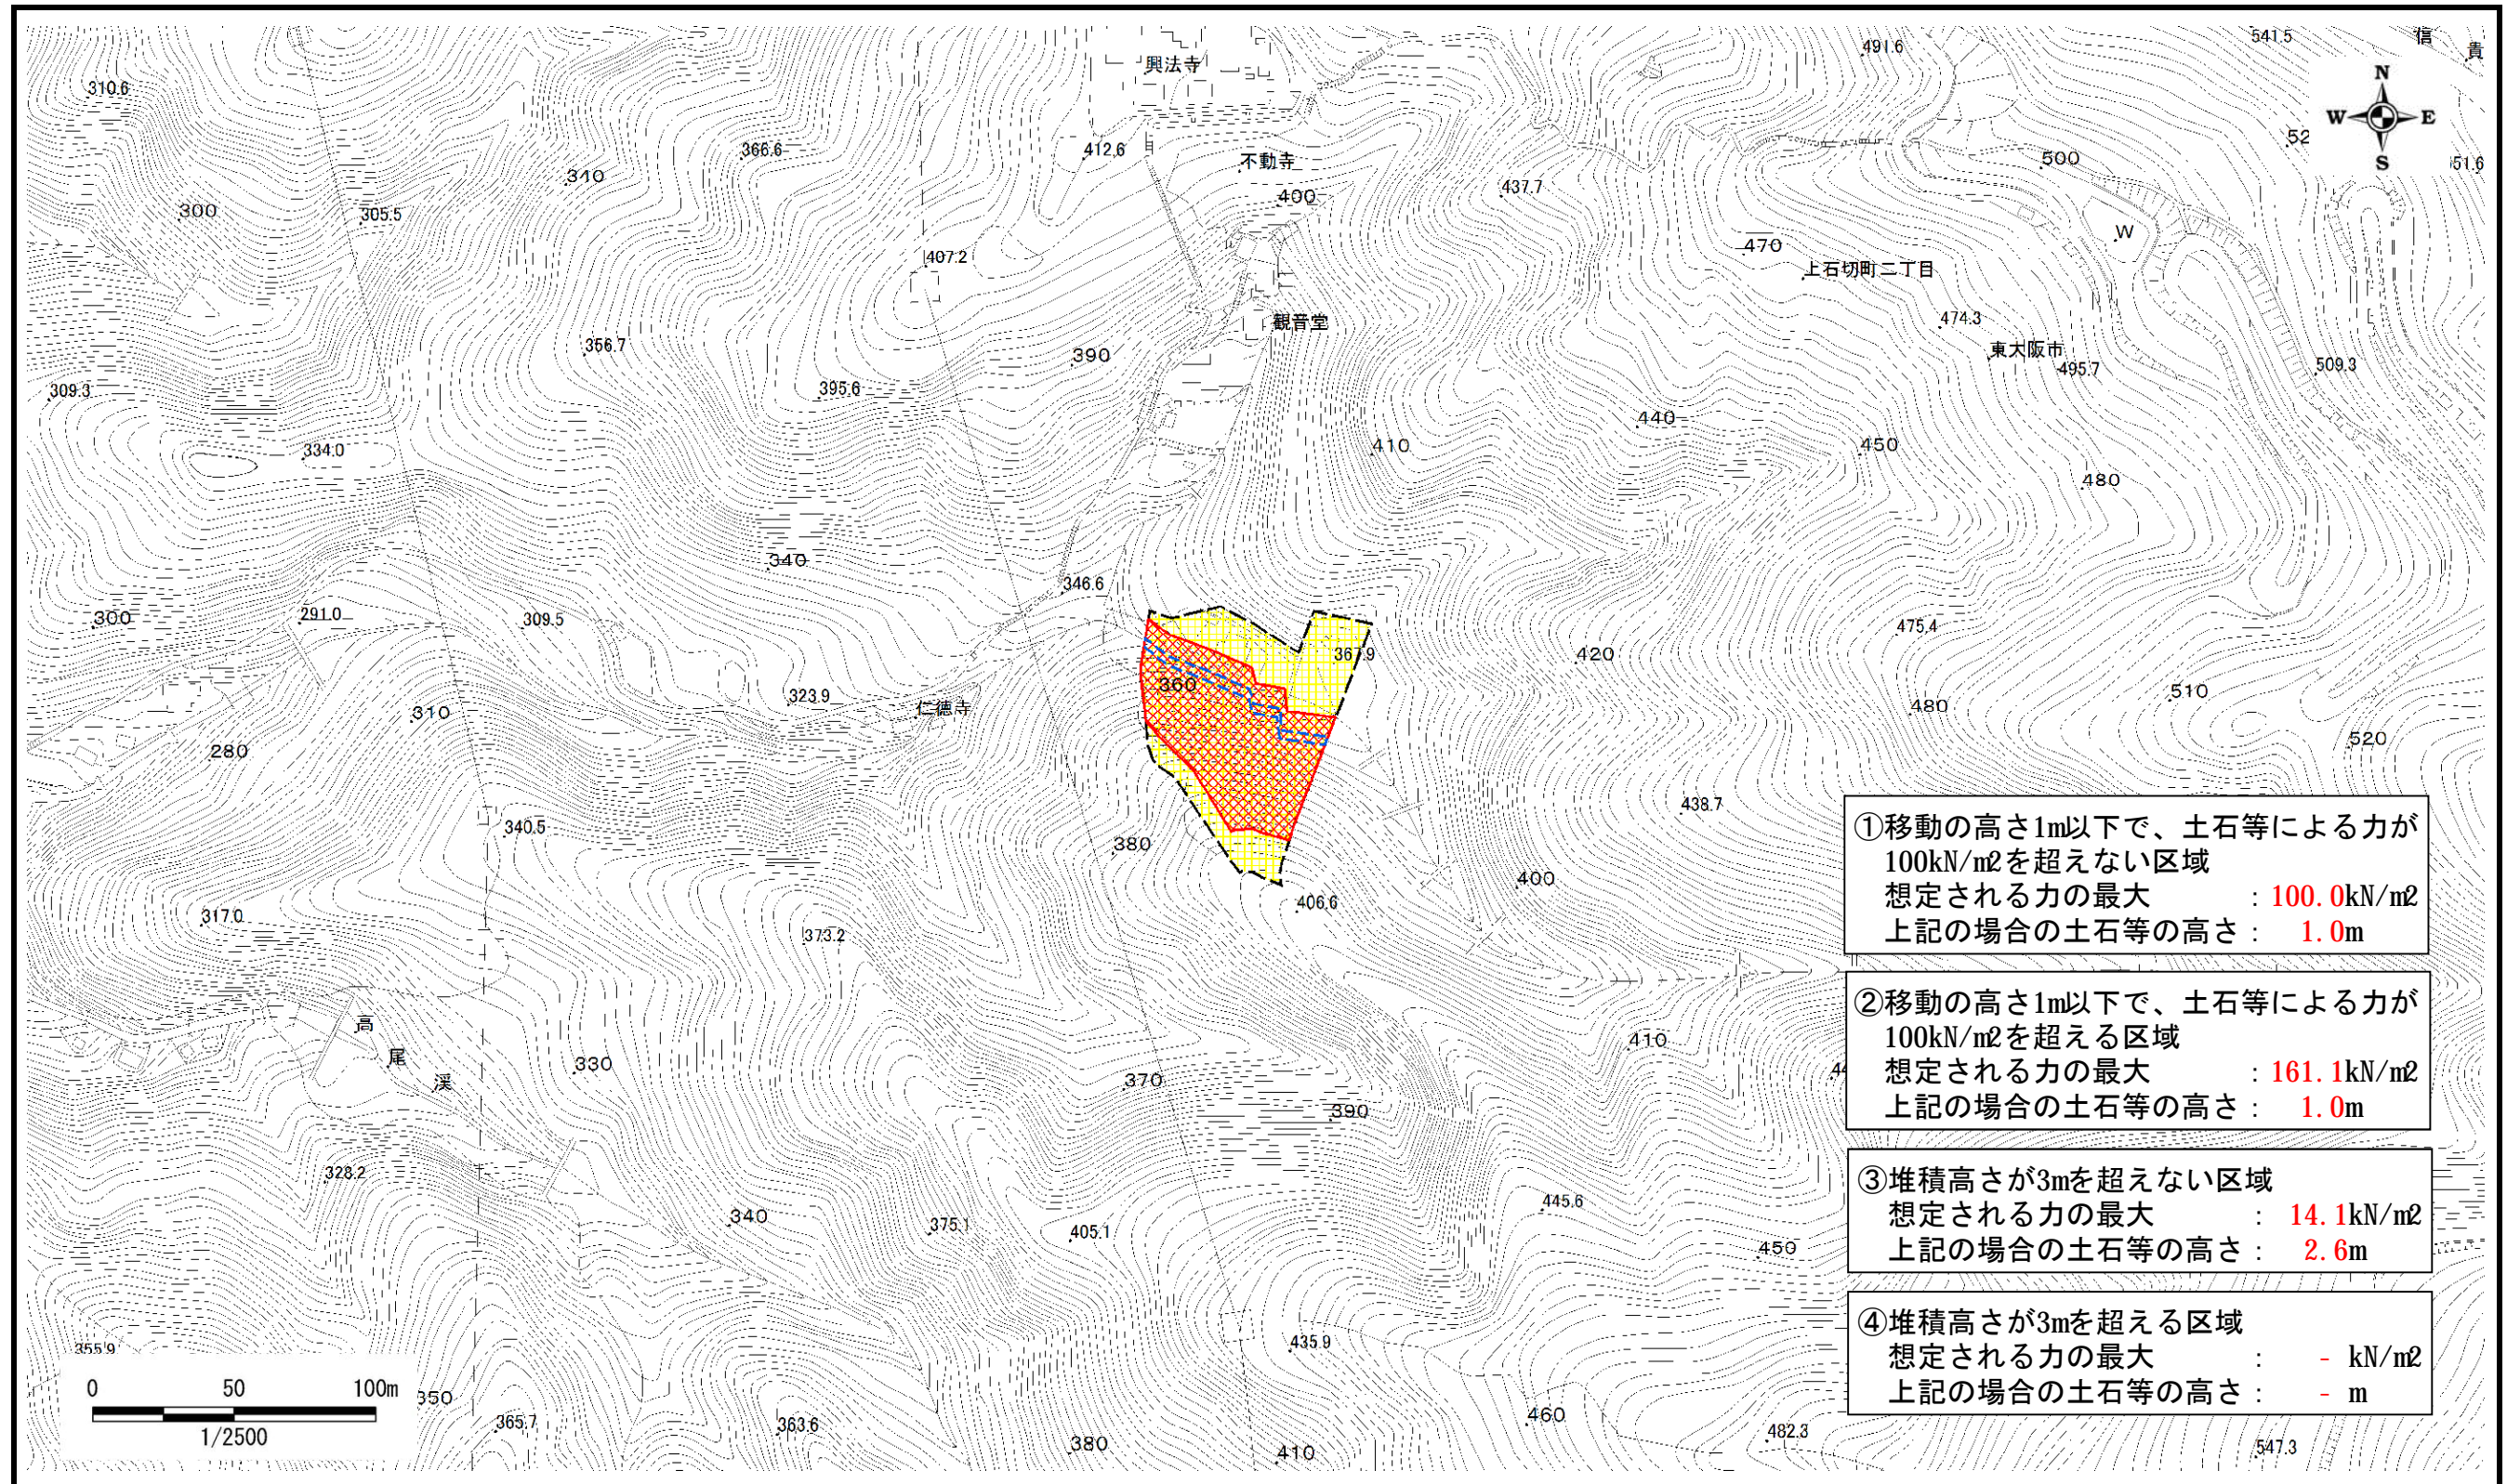 541.5
信
貴
491.6
興法寺
310.6
N
W
E
S
52
51.6
366.6
412.6
不動寺
500
310
437.7
400
300
305.5
W
470
407.2
上石切町二丁目
観音堂
474.3
356.7
390
東大阪市
495.7
509.3
309.3
395.6
440
410
450
334.0
480
340
346.6
300
291.0
309.5
475.4
420
367.9
360
323.9
510
仁徳寺
480
310
280
520
438.7
340.5
380
400
406.6
317.0
373.2
①移動の高さ1m以下で、土石等による力が
100kN/m2を超えない区域
想定される力の最大 : 100.0kN/m2
上記の場合の土石等の高さ : 1.0m
②移動の高さ1m以下で、土石等による力が
100kN/m2を超える区域
想定される力の最大 : 161.1kN/m2
上記の場合の土石等の高さ : 1.0m
高
尾
渓
410
330
44
370
390
328.2
③堆積高さが3mを超えない区域
想定される力の最大 : 14.1kN/m2
上記の場合の土石等の高さ : 2.6m
445.6
340
375.1
405.1
450
④堆積高さが3mを超える区域
想定される力の最大 : - kN/m2
上記の場合の土石等の高さ : - m
435.9
355.9
0 50 100m
1/2500
350
365.7
363.6
460
380
410
482.3
547.3